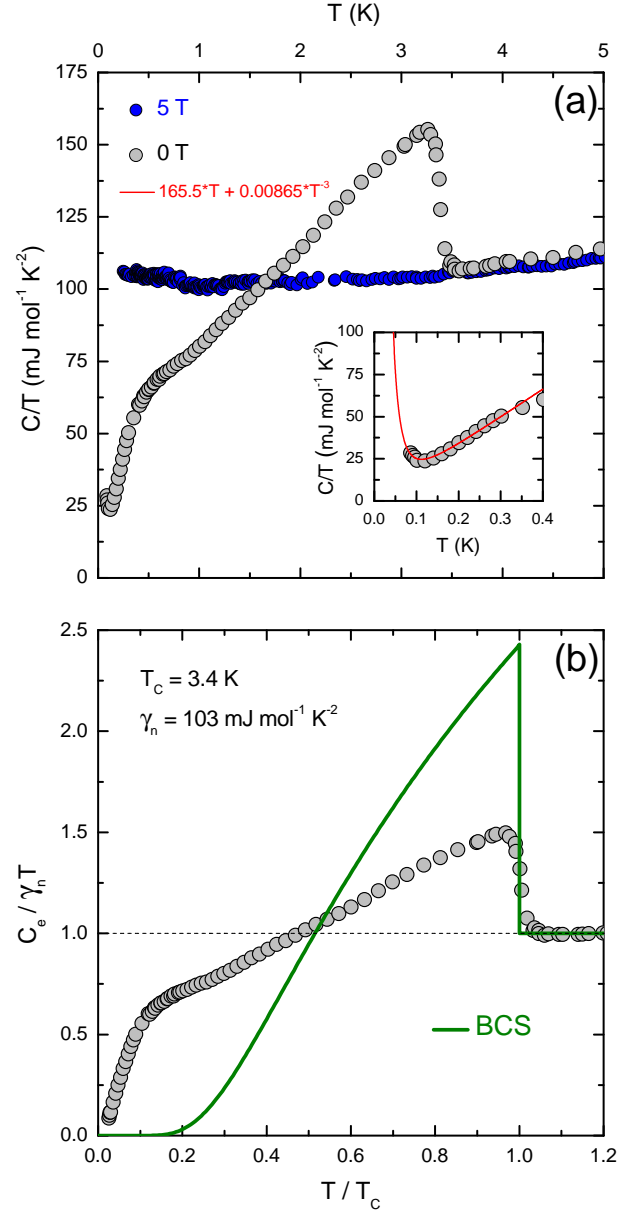 T (K)
0 1 2 3 4 5
175
150
125
100
75
50
25
0
C/T (mJ mol⁻¹ K⁻²)
(a)
5 T
0 T
165.5*T + 0.00865*T⁻³
100
75
50
25
0
C/T (mJ mol⁻¹ K⁻²)
0.0 0.1 0.2 0.3 0.4
T (K)
2.5
2.0
1.5
1.0
0.5
0.0
Cₑ / γₙT
(b)
T_C = 3.4 K
γₙ = 103 mJ mol⁻¹ K⁻²
BCS
0.0 0.2 0.4 0.6 0.8 1.0 1.2
T / T_C